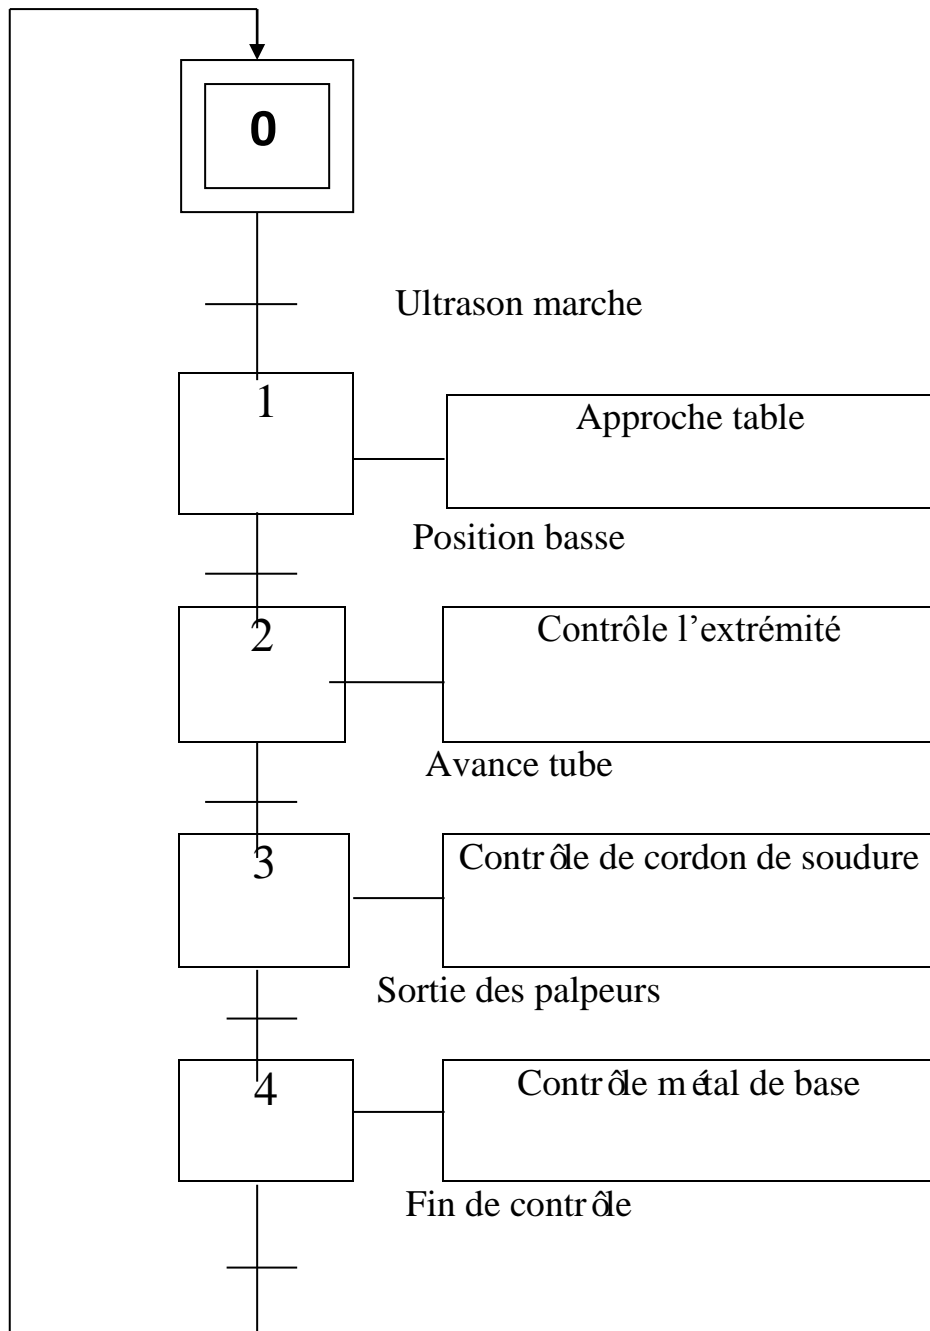 0
Ultrason marche
1
Approche table
Position basse
2
Contrôle l’extrémité
Avance tube
3
Contrôle de cordon de soudure
Sortie des palpeurs
4
Contrôle métal de base
Fin de contrôle